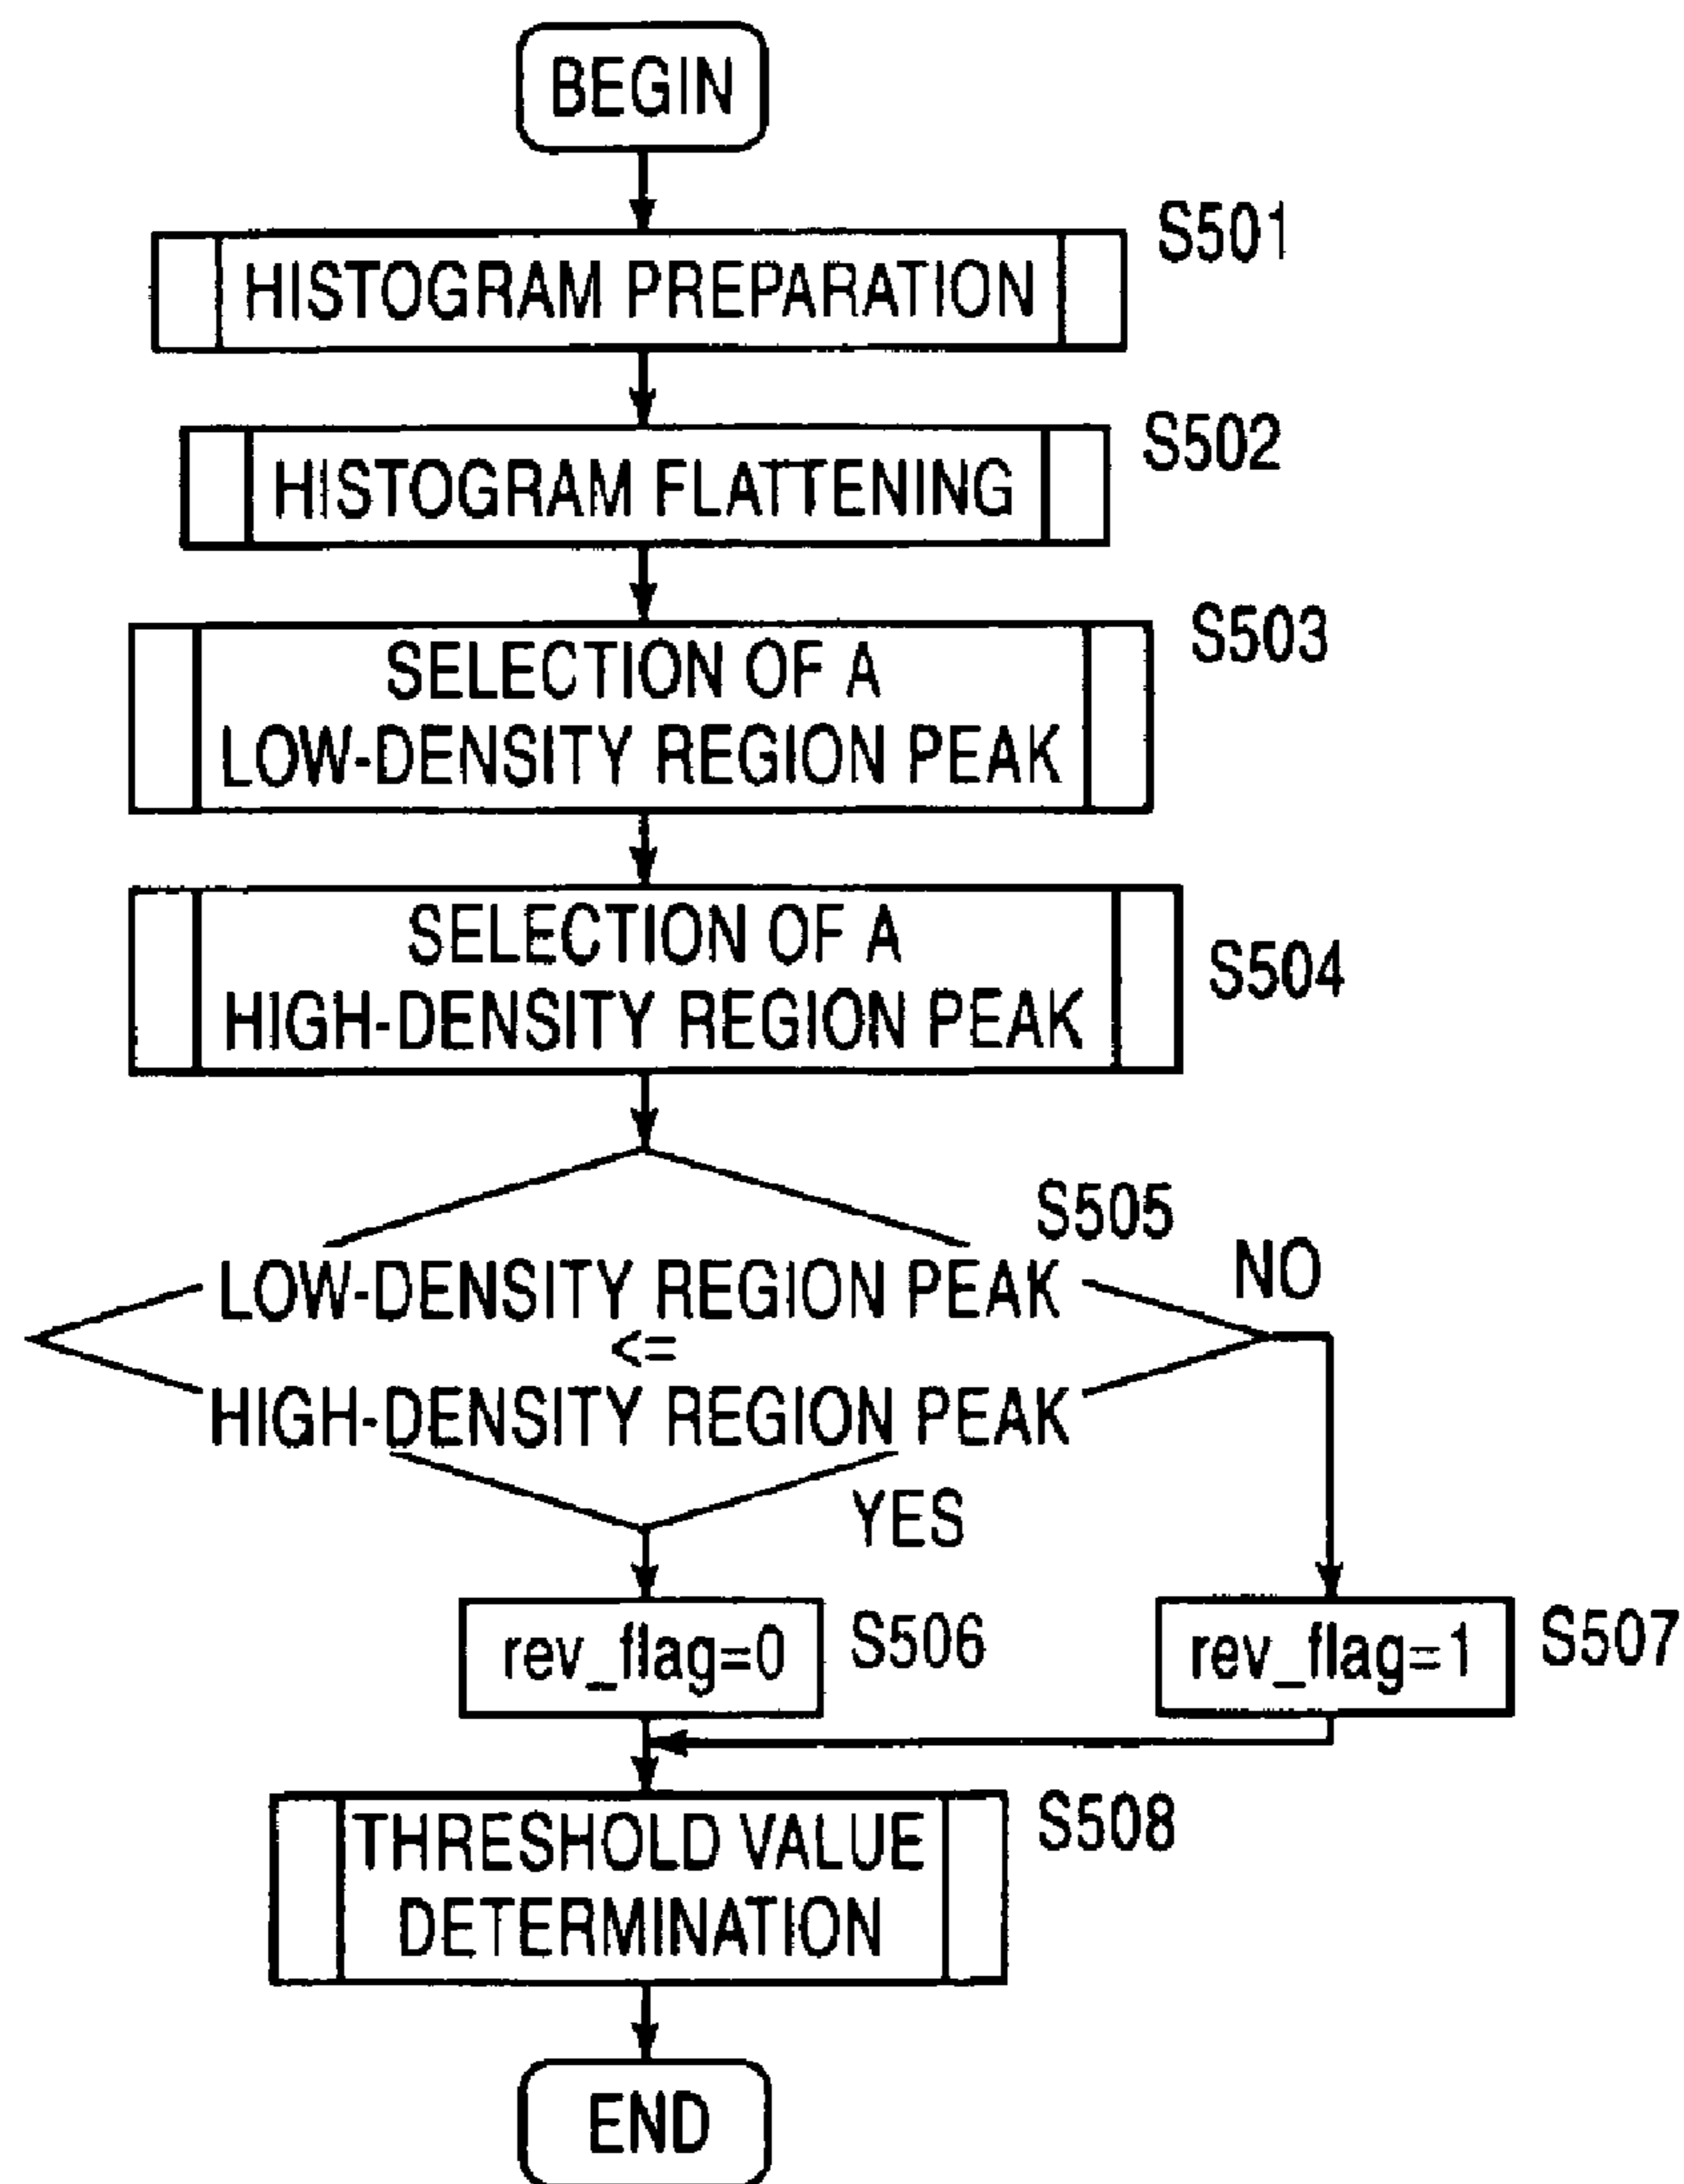 BEGIN
S501
HISTOGRAM PREPARATION
S502
HISTOGRAM FLATTENING
S503
SELECTION OF A
LOW-DENSITY REGION PEAK
SELECTION OF A
HIGH-DENSITY REGION PEAK
S504
S505
LOW-DENSITY REGION PEAK
<=
HIGH-DENSITY REGION PEAK
NO
YES
rev_flag=0
S506
rev_flag=1
S507
THRESHOLD VALUE
DETERMINATION
S508
END